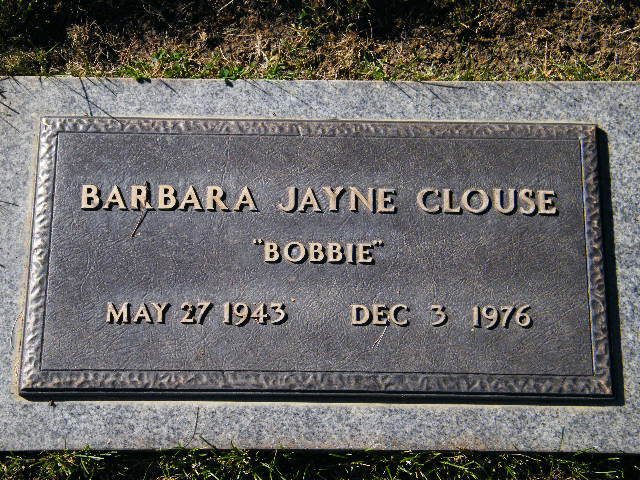 BARBARA JAYNE CLOUSE
"BOBBIE"
MAY 27 1943 DEC 3 1976